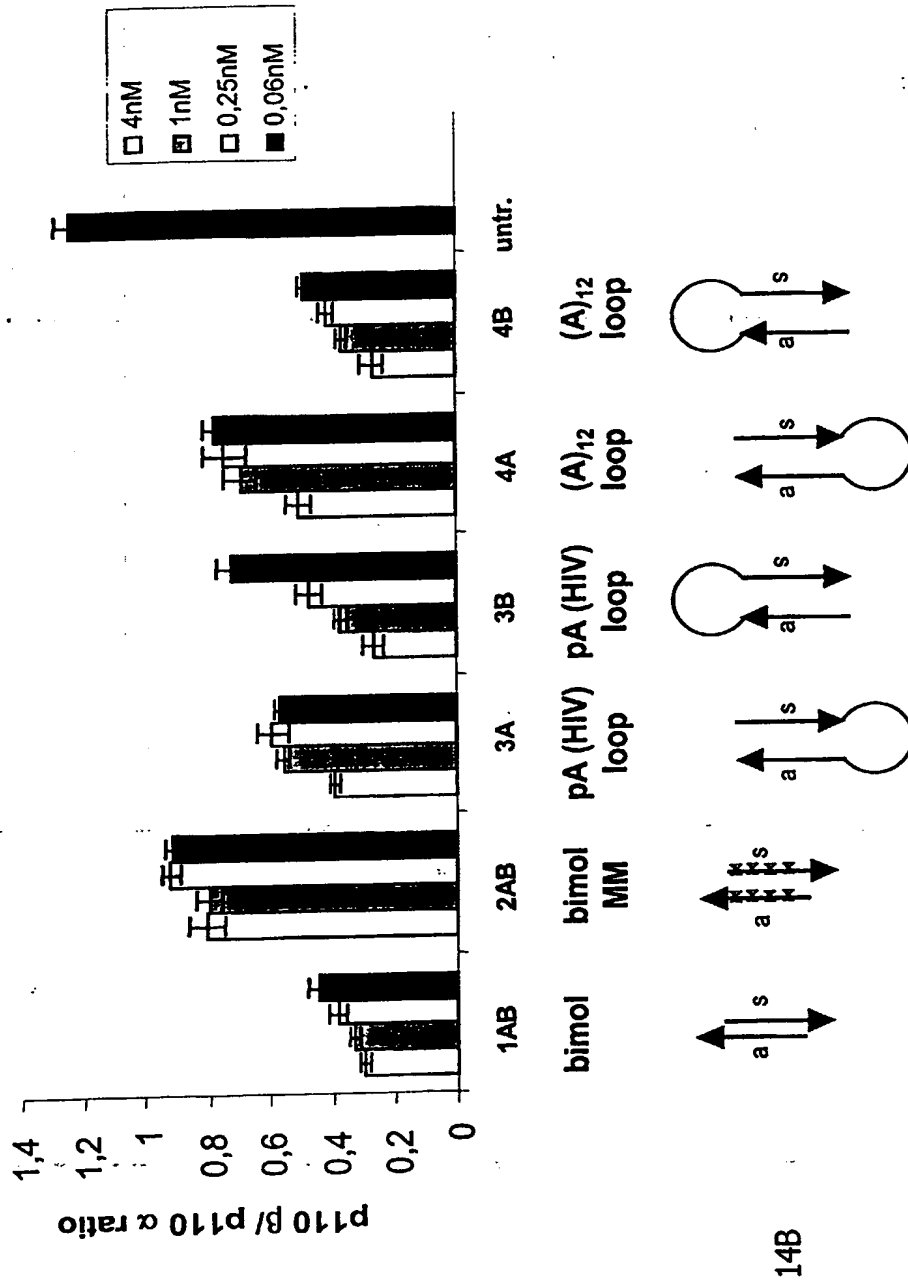 4nM
1nM
0,25nM
0,06nM
p110 β/ p110 α ratio
1,4
1,2
1
0,8
0,6
0,4
0,2
0
1AB
2AB
3A
3B
4A
4B
untr.
bimol
bimol MM
pA (HIV) loop
pA (HIV) loop
(A)12 loop
(A)12 loop
a s
a s
a s
a s
a s
a s
14B